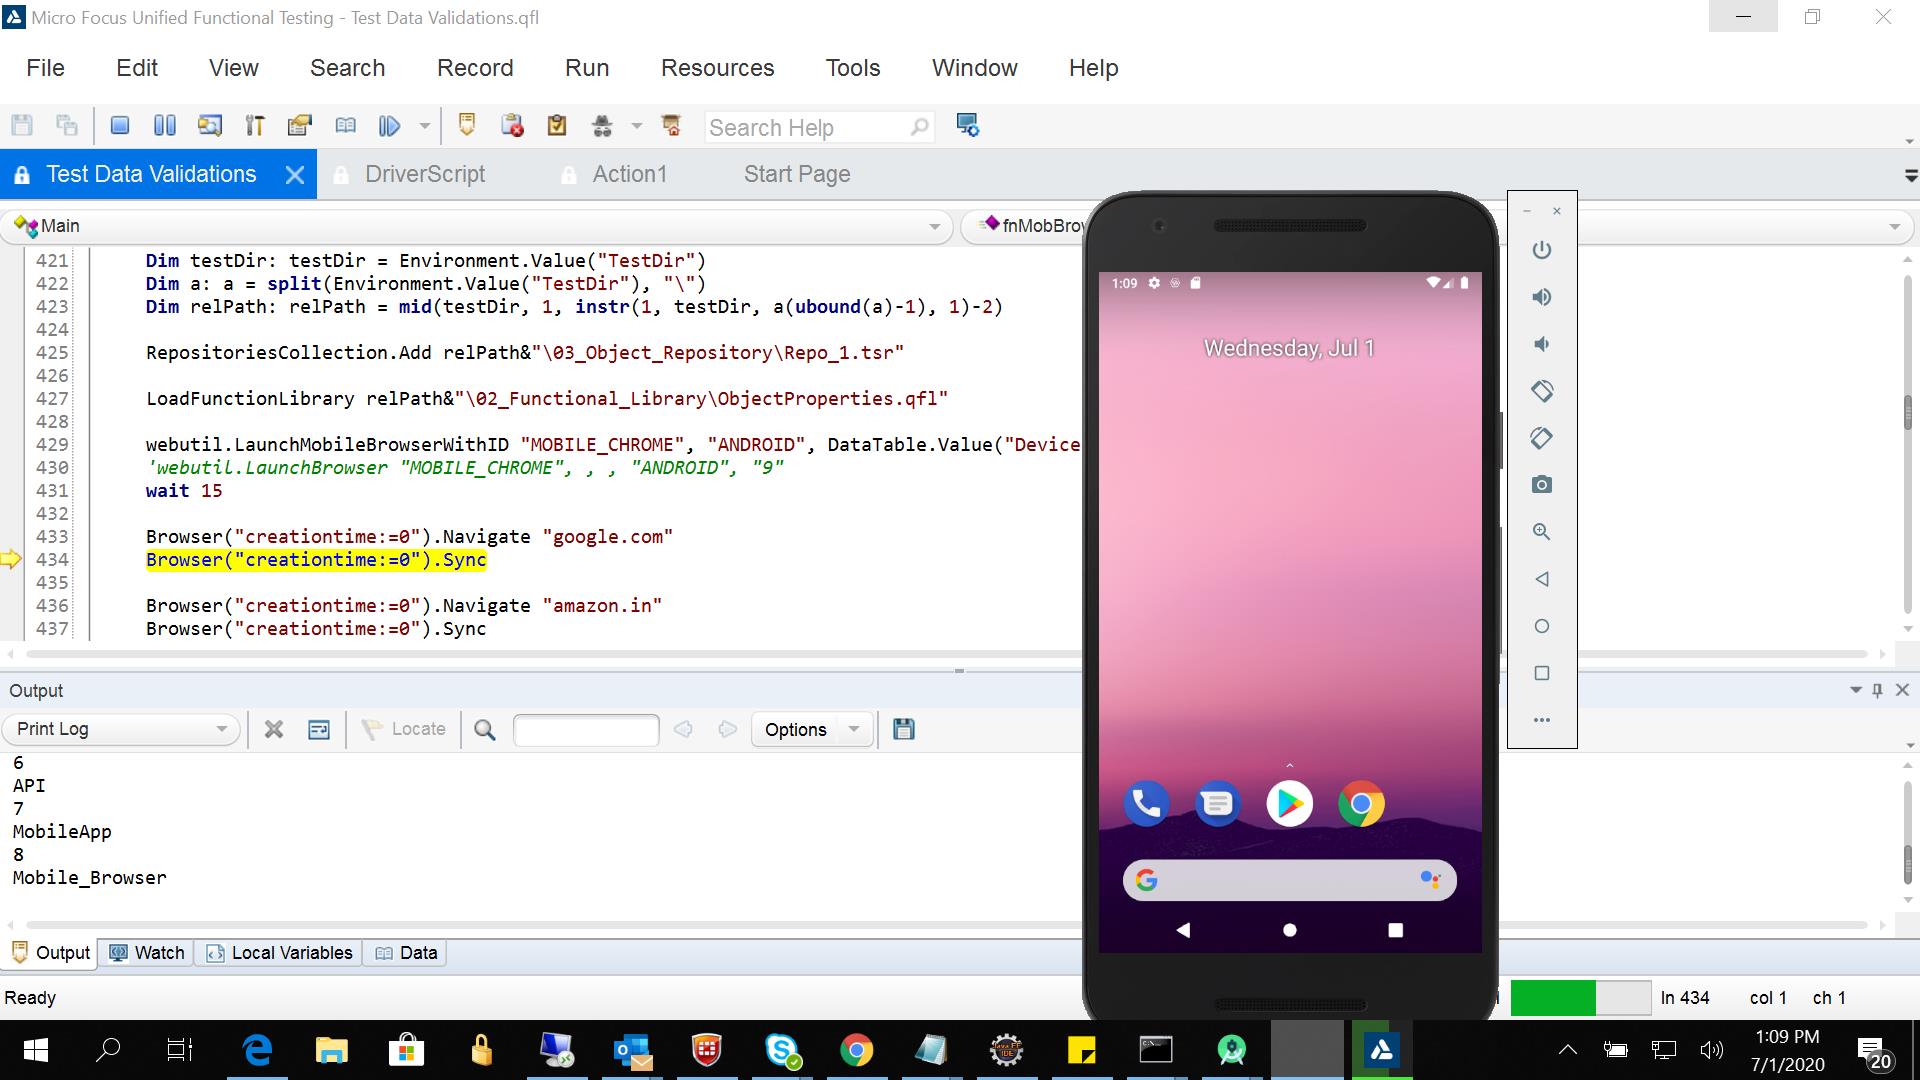 Micro Focus Unified Functional Testing - Test Data Validations.qfl
File Edit View Search Record Run Resources Tools Window Help
Search Help
Test Data Validations DriverScript Action1 Start Page
Main
fnMobBrow
421 Dim testDir: testDir = Environment.Value("TestDir")
422 Dim a: a = split(Environment.Value("TestDir"), "\")
423 Dim relPath: relPath = mid(testDir, 1, instr(1, testDir, a(ubound(a)-1), 1)-2)
424
425 RepositoriesCollection.Add relPath&"\03_Object_Repository\Repo_1.tsr"
426
427 LoadFunctionLibrary relPath&"\02_Functional_Library\ObjectProperties.qfl"
428
429 webutil.LaunchMobileBrowserWithID "MOBILE_CHROME", "ANDROID", DataTable.Value("Device
430 'webutil.LaunchBrowser "MOBILE_CHROME", , , "ANDROID", "9"
431 wait 15
432
433 Browser("creationtime:=0").Navigate "google.com"
434 Browser("creationtime:=0").Sync
435
436 Browser("creationtime:=0").Navigate "amazon.in"
437 Browser("creationtime:=0").Sync
1:09
Wednesday, Jul 1
Output
Print Log Locate Options
6
API
7
MobileApp
8
Mobile_Browser
Output Watch Local Variables Data
Ready
ln 434 col 1 ch 1
1:09 PM
7/1/2020
20